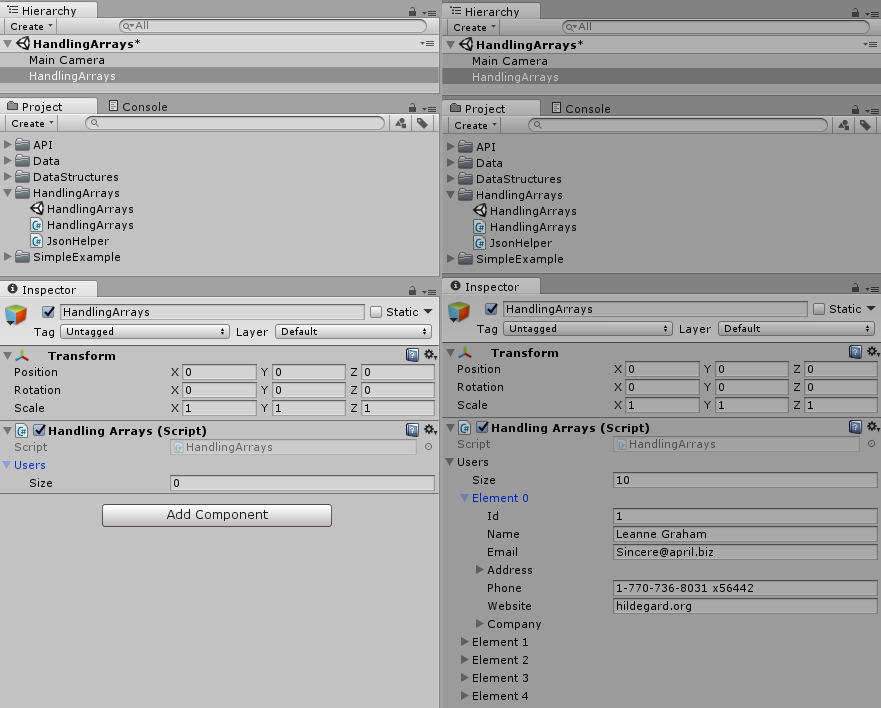 Hierarchy
Create
All
HandlingArrays*
Main Camera
HandlingArrays
Project Console
Create
API
Data
DataStructures
HandlingArrays
HandlingArrays
HandlingArrays
JsonHelper
SimpleExample
Inspector
HandlingArrays Static
Tag Untagged Layer Default
Transform
Position X 0 Y 0 Z 0
Rotation X 0 Y 0 Z 0
Scale X 1 Y 1 Z 1
Handling Arrays (Script)
Script HandlingArrays
Users
Size 0
Add Component
Hierarchy
Create
All
HandlingArrays*
Main Camera
HandlingArrays
Project Console
Create
API
Data
DataStructures
HandlingArrays
HandlingArrays
HandlingArrays
JsonHelper
SimpleExample
Inspector
HandlingArrays Static
Tag Untagged Layer Default
Transform
Position X 0 Y 0 Z 0
Rotation X 0 Y 0 Z 0
Scale X 1 Y 1 Z 1
Handling Arrays (Script)
Script HandlingArrays
Users
Size 10
Element 0
Id 1
Name Leanne Graham
Email Sincere@april.biz
Address
Phone 1-770-736-8031 x56442
Website hildegard.org
Company
Element 1
Element 2
Element 3
Element 4